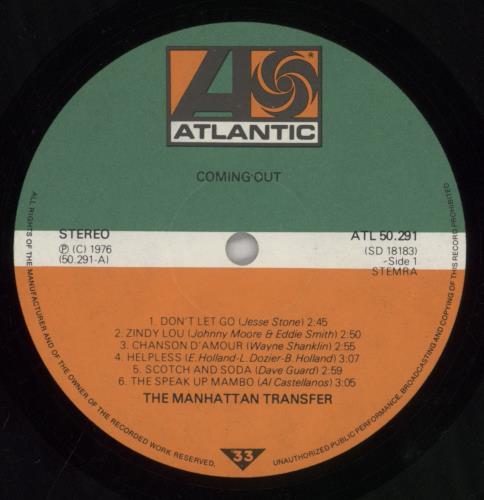 ATLANTIC
COMING OUT
STEREO
Ⓟ (C) 1976
(50.291-A)
ATL 50.291
(SD 18183)
-Side 1
STEMRA
1. DON'T LET GO (Jesse Stone) 2:45
2. ZINDY LOU (Johnny Moore & Eddie Smith) 2:50
3. CHANSON D'AMOUR (Wayne Shanklin) 2:55
4. HELPLESS (E.Holland-L.Dozier-B.Holland) 3:07
5. SCOTCH AND SODA (Dave Guard) 2:59
6. THE SPEAK UP MAMBO (Al Castellanos) 3:05
THE MANHATTAN TRANSFER
33
ALL RIGHTS OF THE MANUFACTURER AND OF THE OWNER OF THE RECORDED WORK RESERVED, UNAUTHORIZED PUBLIC PERFORMANCE, BROADCASTING AND COPYING OF THIS RECORD PROHIBITED